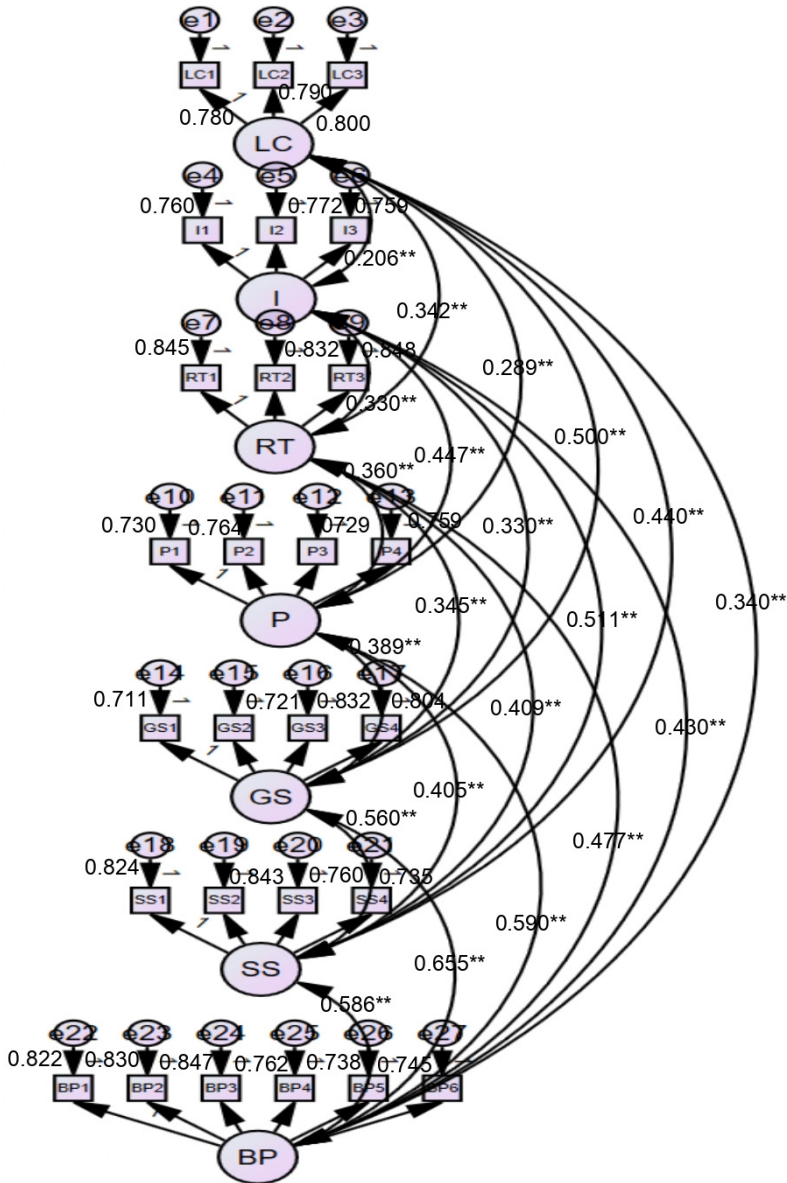 e1 e2 e3
LC1 LC2 LC3
0.780 1 0.790 0.800
LC
e4 e5 e6
0.760 0.772 0.759
I1 I2 I3
1 0.206**
I
0.342**
e7 e8 e9
0.845 0.832 0.848
RT1 RT2 RT3
0.289**
1 0.330**
0.500**
RT
0.447**
0.360**
e10 e11 e12 e13
0.440**
0.730 0.764 0.729 0.759 0.330**
P1 P2 P3 P4
1
0.345** 0.340**
P
0.511**
0.389**
e14 e15 e16 e17
0.711 0.721 0.832 0.804 0.409**
GS1 GS2 GS3 GS4
0.430**
1
GS
0.405**
0.560**
e18 e19 e20 e21
0.477**
0.824 0.843 0.760 0.735
SS1 SS2 SS3 SS4
1
0.590**
SS
0.655**
0.586**
e22 e23 e24 e25 e26 e27
0.822 0.830 0.847 0.762 0.738 0.745
BP1 BP2 BP3 BP4 BP5 BP6
1
BP